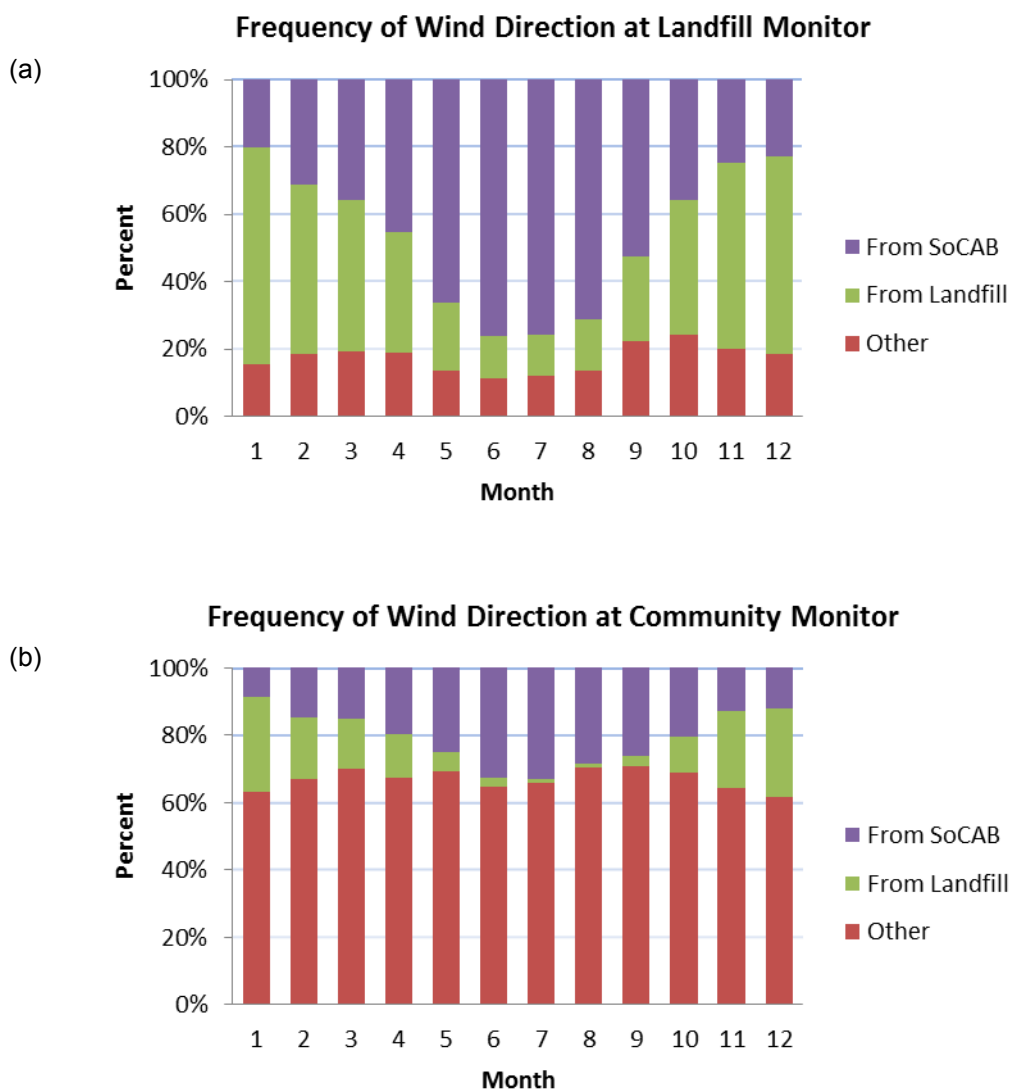 Frequency of Wind Direction at Landfill Monitor
(a)
100%
80%
60%
40%
20%
0%
Percent
1 2 3 4 5 6 7 8 9 10 11 12
Month
From SoCAB
From Landfill
Other
Frequency of Wind Direction at Community Monitor
(b)
100%
80%
60%
40%
20%
0%
Percent
1 2 3 4 5 6 7 8 9 10 11 12
Month
From SoCAB
From Landfill
Other